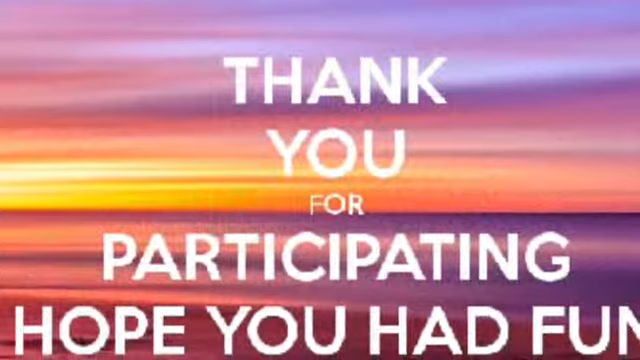 THANK
YOU
FOR
PARTICIPATING
HOPE YOU HAD FUN